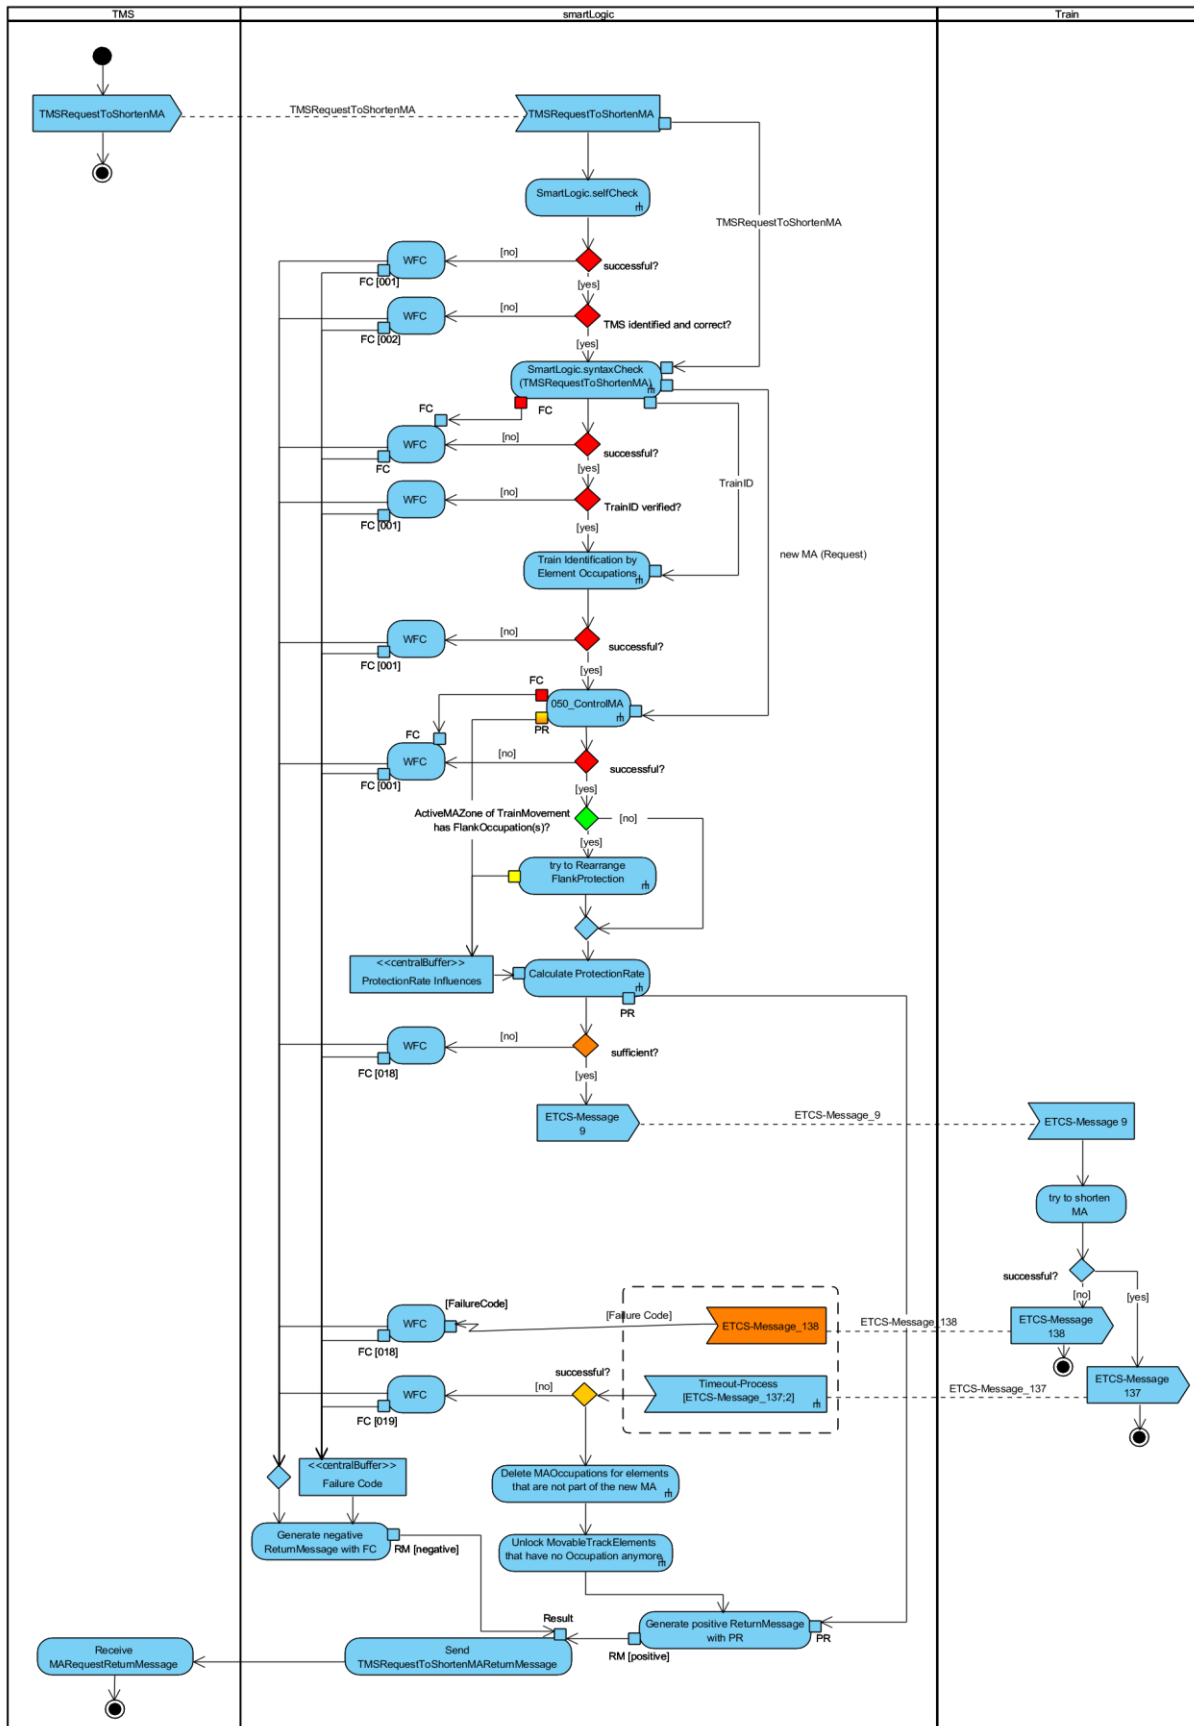 TMS
smartLogic
Train
TMSRequestToShortenMA
TMSRequestToShortenMA
TMSRequestToShortenMA
SmartLogic.selfCheck
TMSRequestToShortenMA
WFC
[no]
successful?
FC [001]
[yes]
WFC
[no]
TMS identified and correct?
FC [002]
[yes]
SmartLogic.syntaxCheck
(TMSRequestToShortenMA)
FC
FC
WFC
[no]
successful?
FC
[yes]
TrainID
WFC
[no]
TrainID verified?
FC [001]
[yes]
Train Identification by
Element Occupations
new MA (Request)
WFC
[no]
successful?
FC [001]
[yes]
FC
050_ControlMA
PR
FC
WFC
[no]
successful?
FC [001]
[yes]
ActiveMAZone of TrainMovement
has FlankOccupation(s)?
[no]
[yes]
try to Rearrange
FlankProtection
<<centralBuffer>>
ProtectionRate Influences
Calculate ProtectionRate
PR
WFC
[no]
sufficient?
FC [018]
[yes]
ETCS-Message
9
ETCS-Message_9
ETCS-Message 9
try to shorten
MA
successful?
[no]
[yes]
[FailureCode]
[Failure Code]
WFC
FC [018]
ETCS-Message_138
ETCS-Message_138
ETCS-Message
138
successful?
WFC
[no]
FC [019]
Timeout-Process
[ETCS-Message_137;2]
ETCS-Message_137
ETCS-Message
137
<<centralBuffer>>
Failure Code
Delete MAOccupations for elements
that are not part of the new MA
Generate negative
ReturnMessage with FC
RM [negative]
Unlock MovableTrackElements
that have no Occupation anymore
Result
Generate positive ReturnMessage
with PR
PR
RM [positive]
Receive
MARequestReturnMessage
Send
TMSRequestToShortenMAReturnMessage